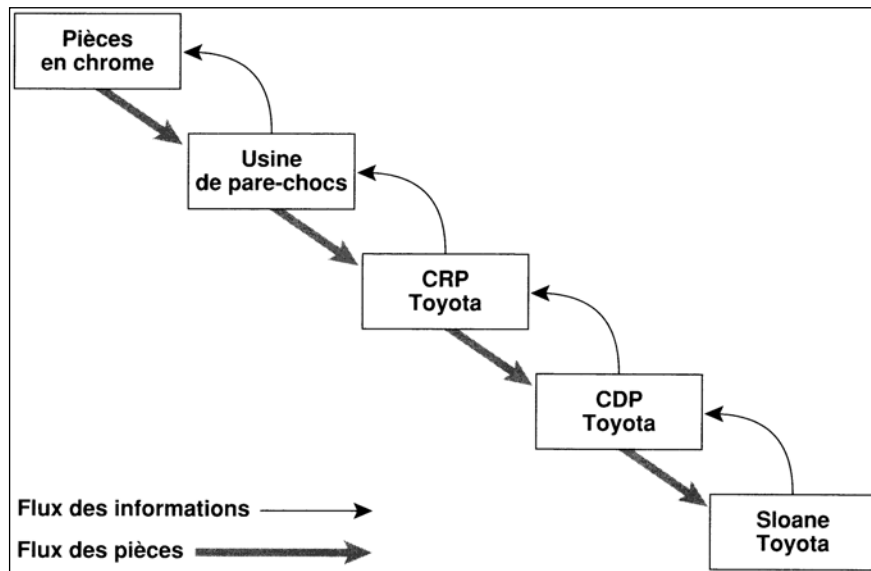 Pièces
en chrome
Usine
de pare-chocs
CRP
Toyota
CDP
Toyota
Sloane
Toyota
Flux des informations
Flux des pièces